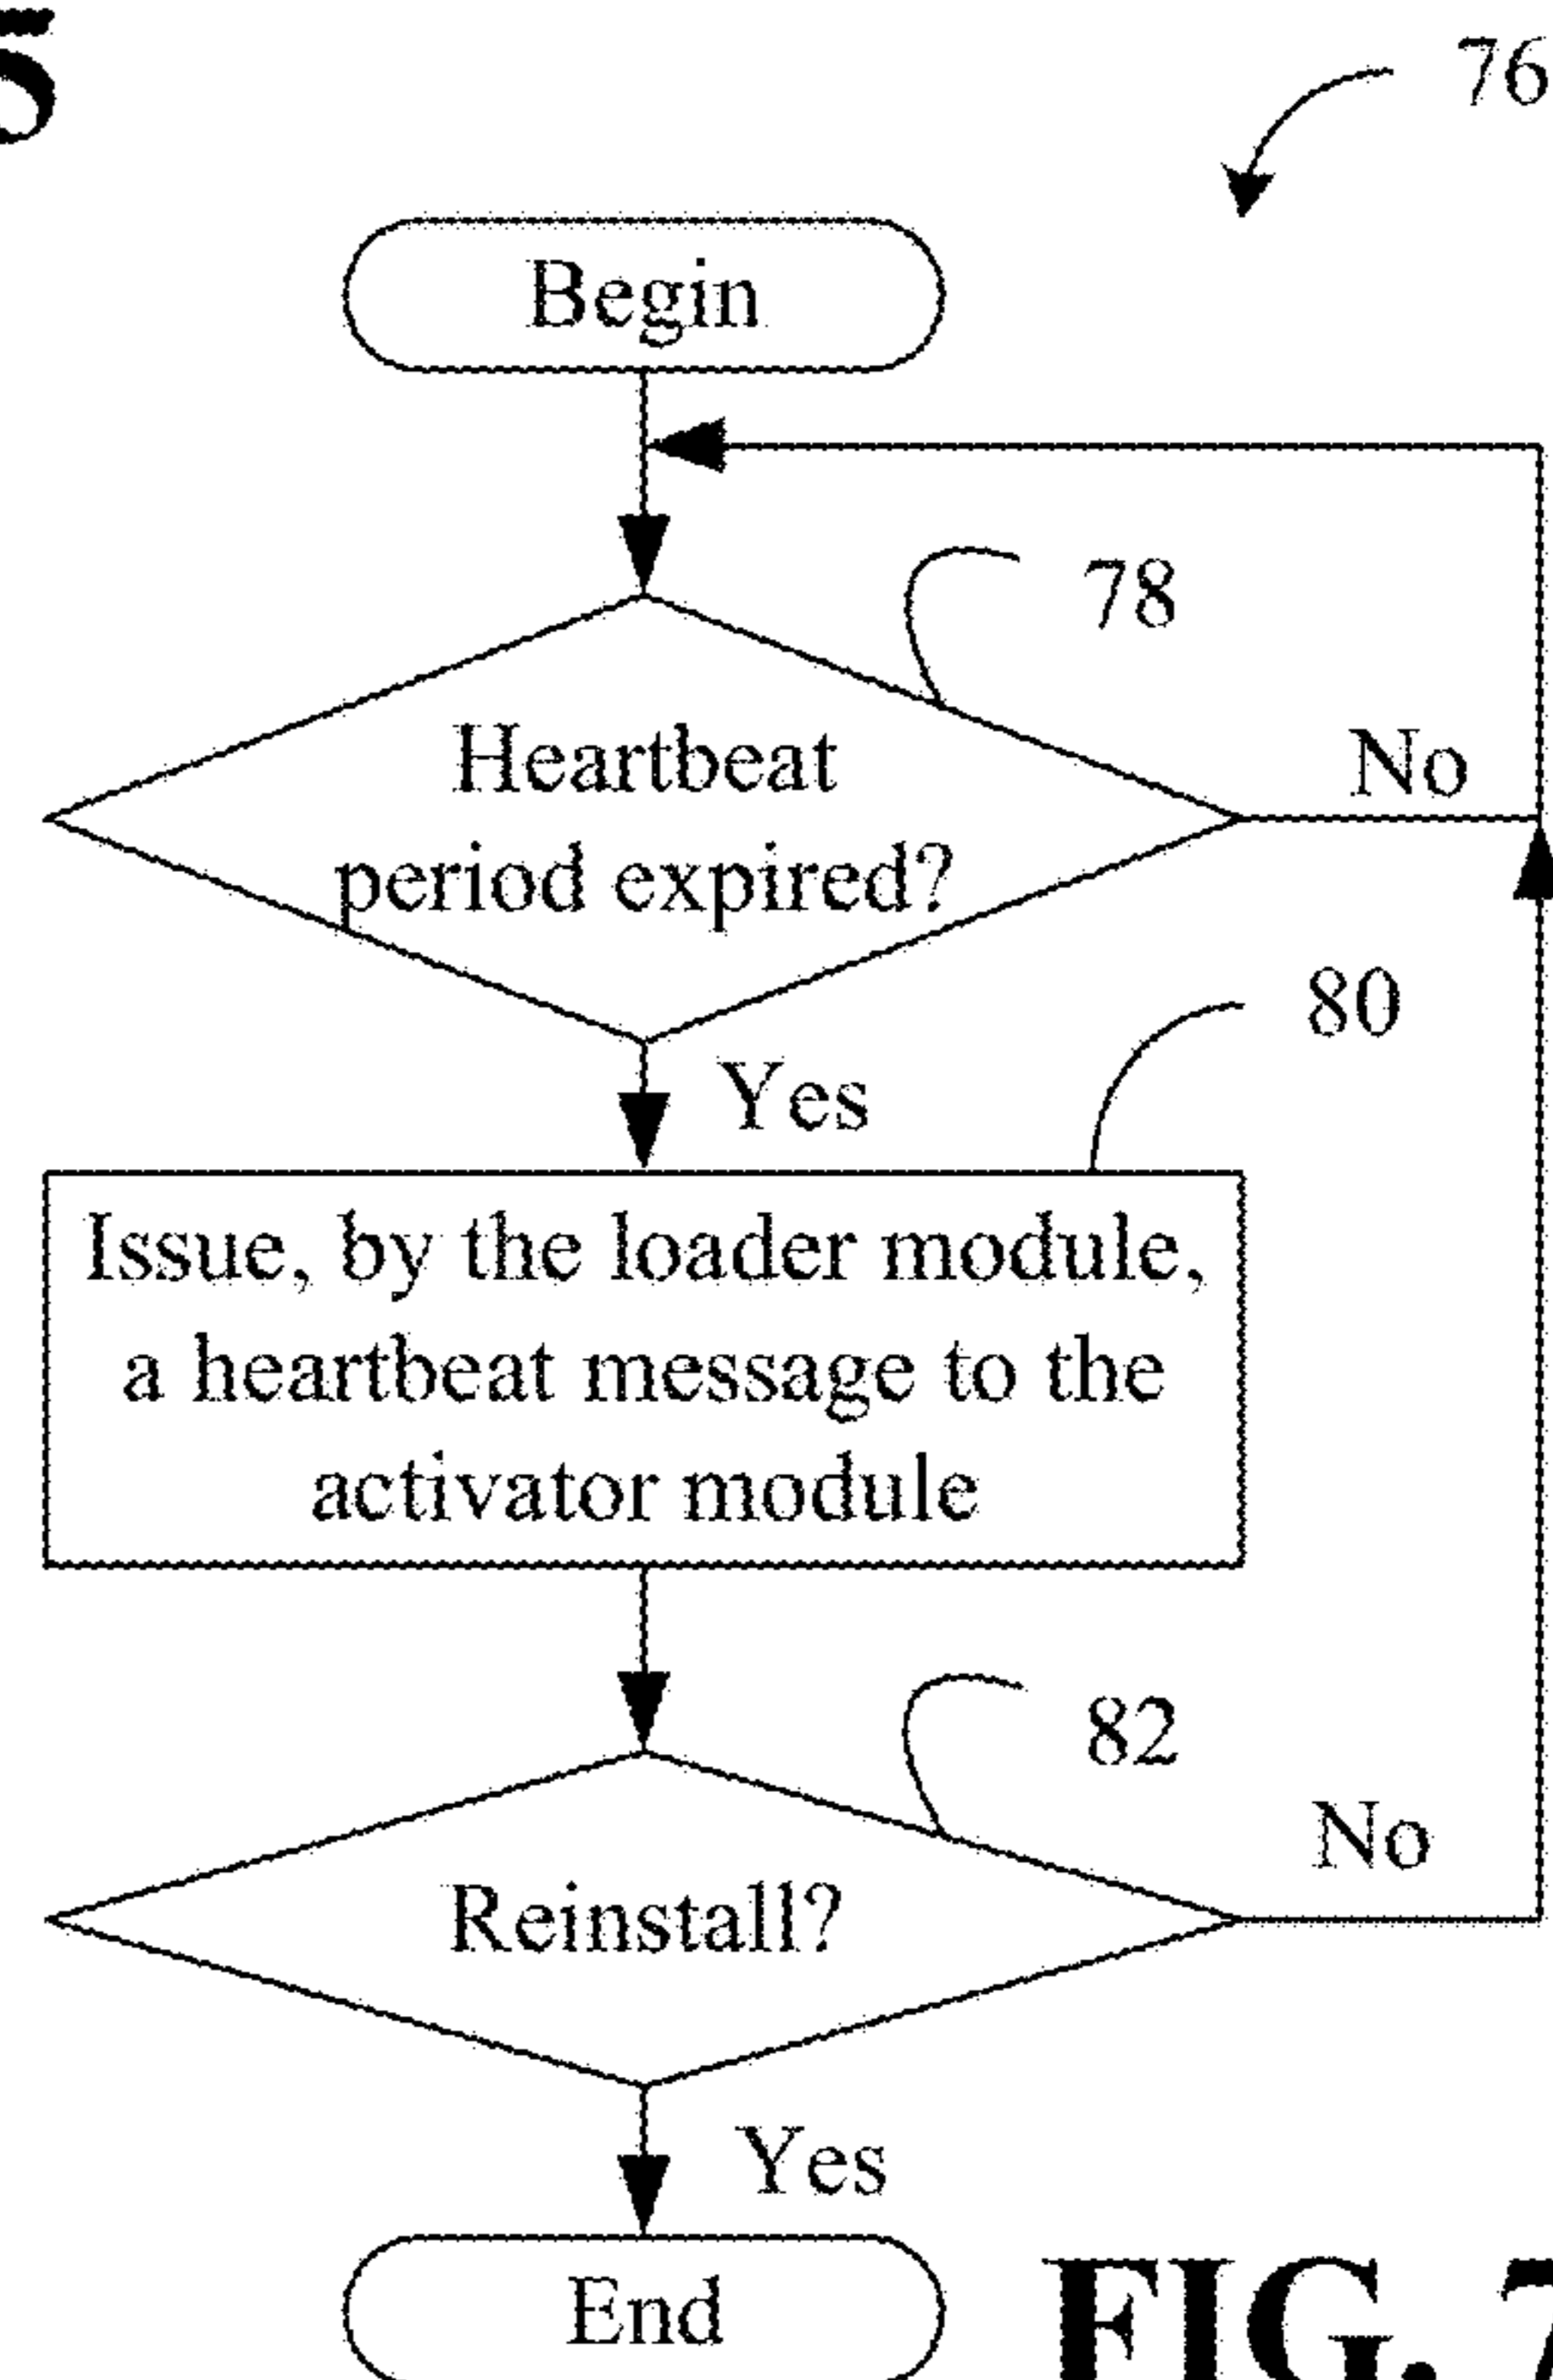 5
76
Begin
78
Heartbeat
period expired?
No
80
Yes
Issue, by the loader module,
a heartbeat message to the
activator module
82
No
Reinstall?
Yes
End
FIG. 7